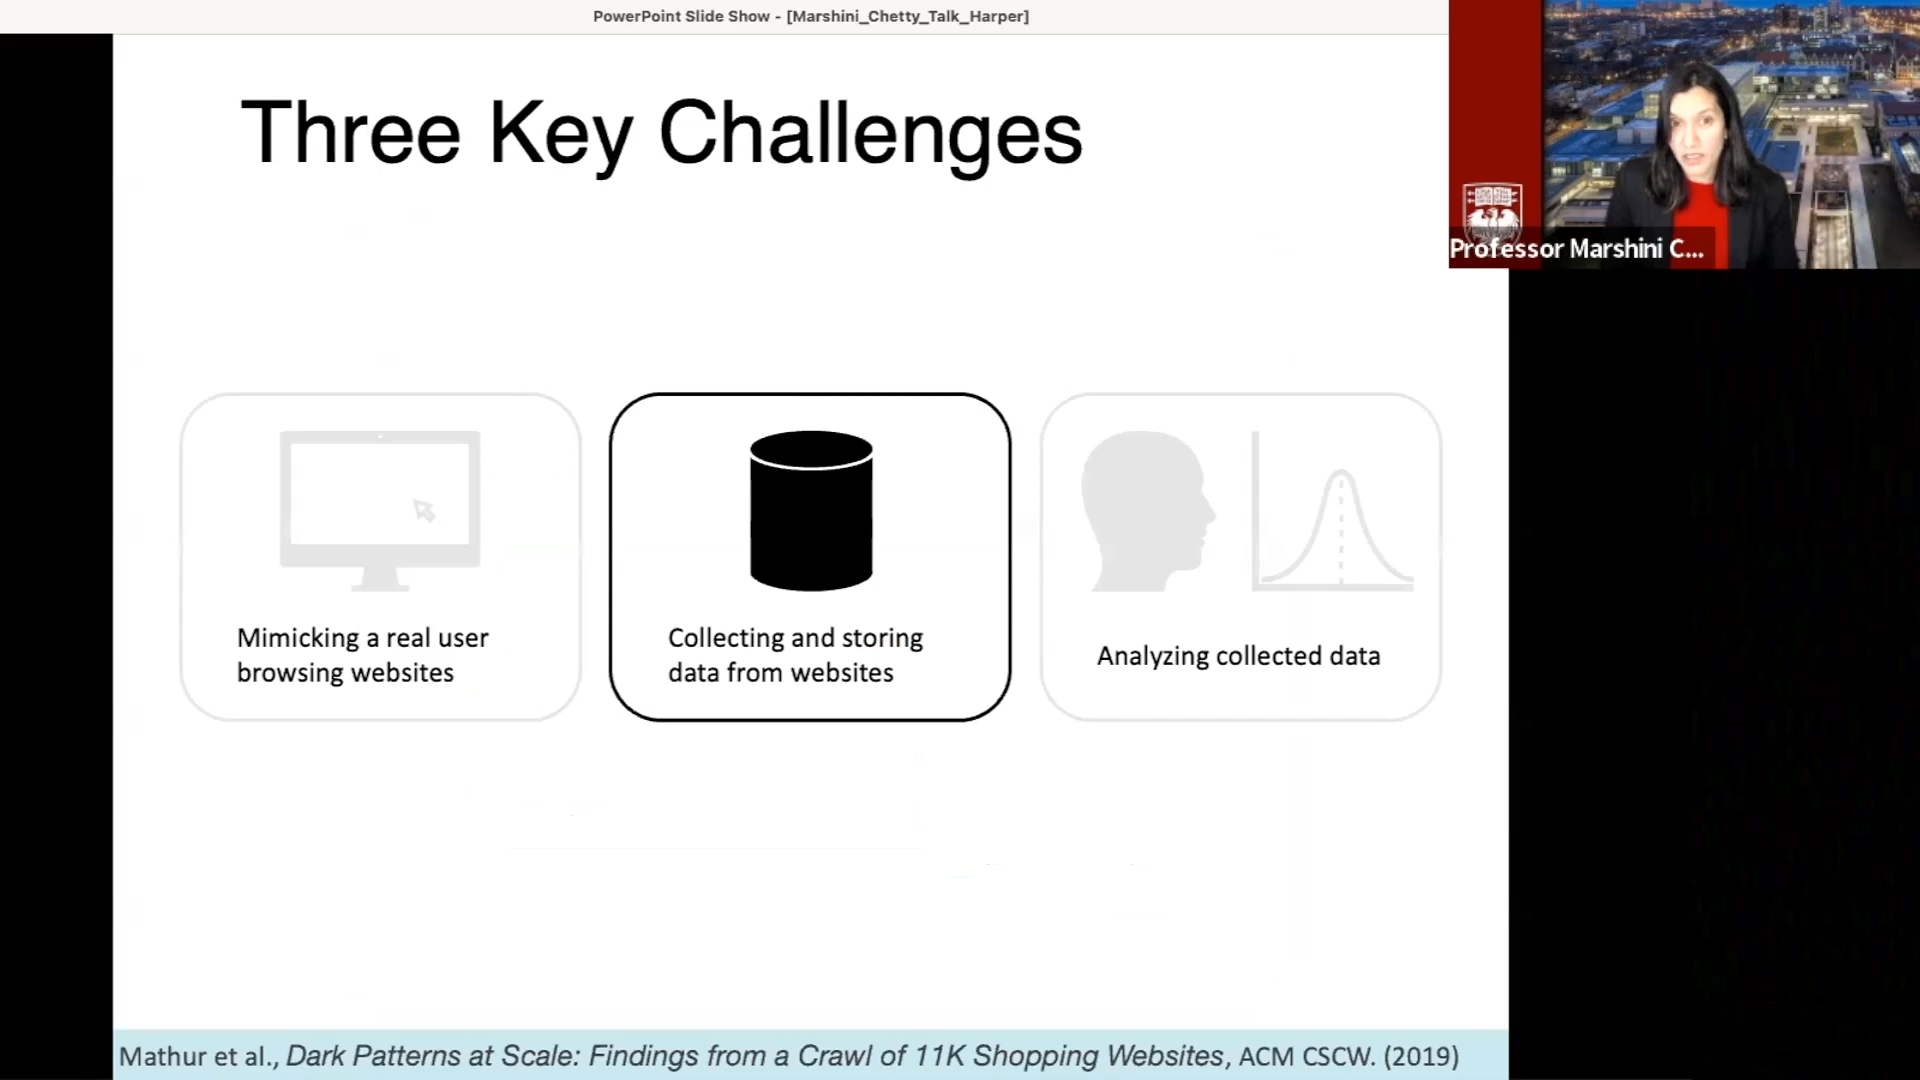 PowerPoint Slide Show - [Marshini_Chetty_Talk_Harper]
Three Key Challenges
Professor Marshini C...
Mimicking a real user
browsing websites
Collecting and storing
data from websites
Analyzing collected data
Mathur et al., Dark Patterns at Scale: Findings from a Crawl of 11K Shopping Websites, ACM CSCW. (2019)